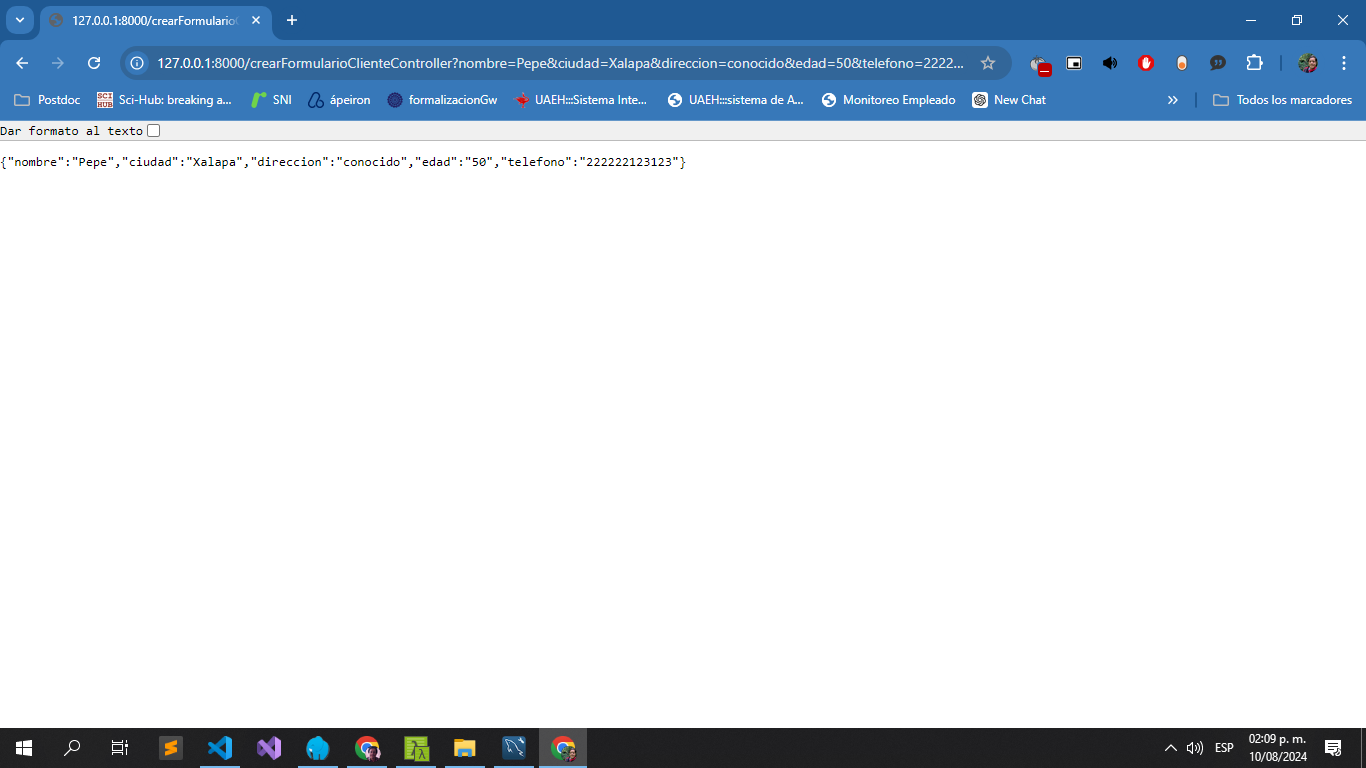 127.0.0.1:8000/crearFormularioC
127.0.0.1:8000/crearFormularioClienteController?nombre=Pepe&ciudad=Xalapa&direccion=conocido&edad=50&telefono=2222...
Postdoc
SCI HUB
Sci-Hub: breaking a...
SNI
ápeiron
formalizacionGw
UAEH:::Sistema Inte...
UAEH:::sistema de A...
Monitoreo Empleado
New Chat
Todos los marcadores
Dar formato al texto
{"nombre":"Pepe","ciudad":"Xalapa","direccion":"conocido","edad":"50","telefono":"222222123123"}
ESP
02:09 p. m.
10/08/2024